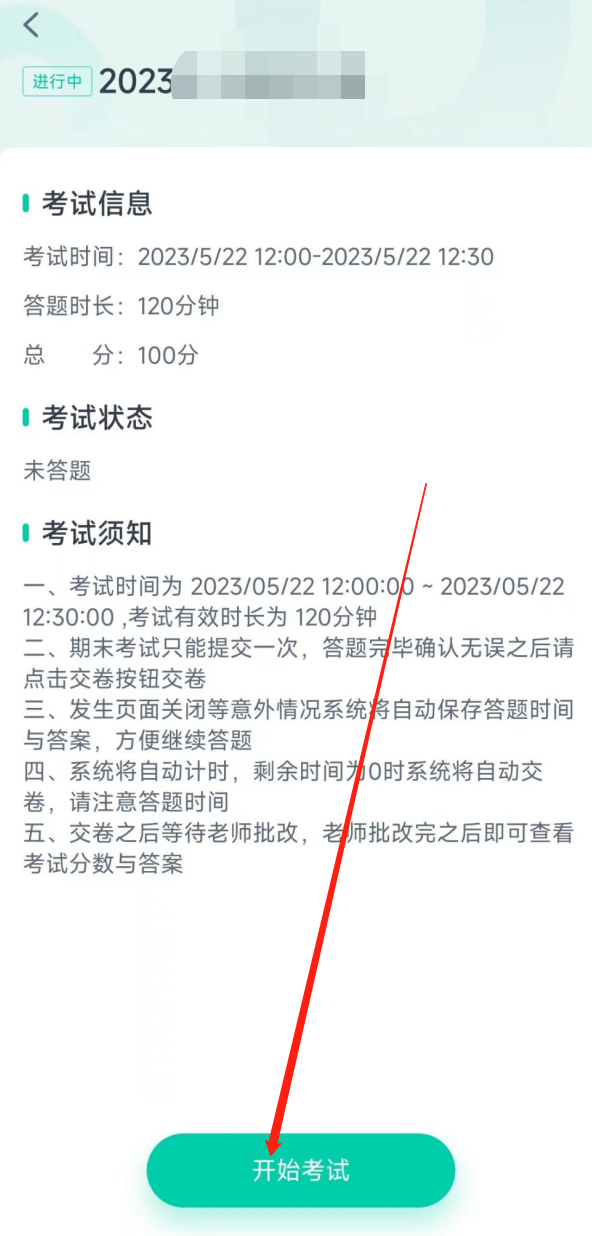 进行中 2023
考试信息
考试时间：2023/5/22 12:00-2023/5/22 12:30
答题时长：120分钟
总　　分：100分
考试状态
未答题
考试须知
一、考试时间为 2023/05/22 12:00:00 ~ 2023/05/22
12:30:00 ,考试有效时长为 120分钟
二、期末考试只能提交一次，答题完毕确认无误之后请
点击交卷按钮交卷
三、发生页面关闭等意外情况系统将自动保存答题时间
与答案，方便继续答题
四、系统将自动计时，剩余时间为0时系统将自动交
卷，请注意答题时间
五、交卷之后等待老师批改，老师批改完之后即可查看
考试分数与答案
开始考试